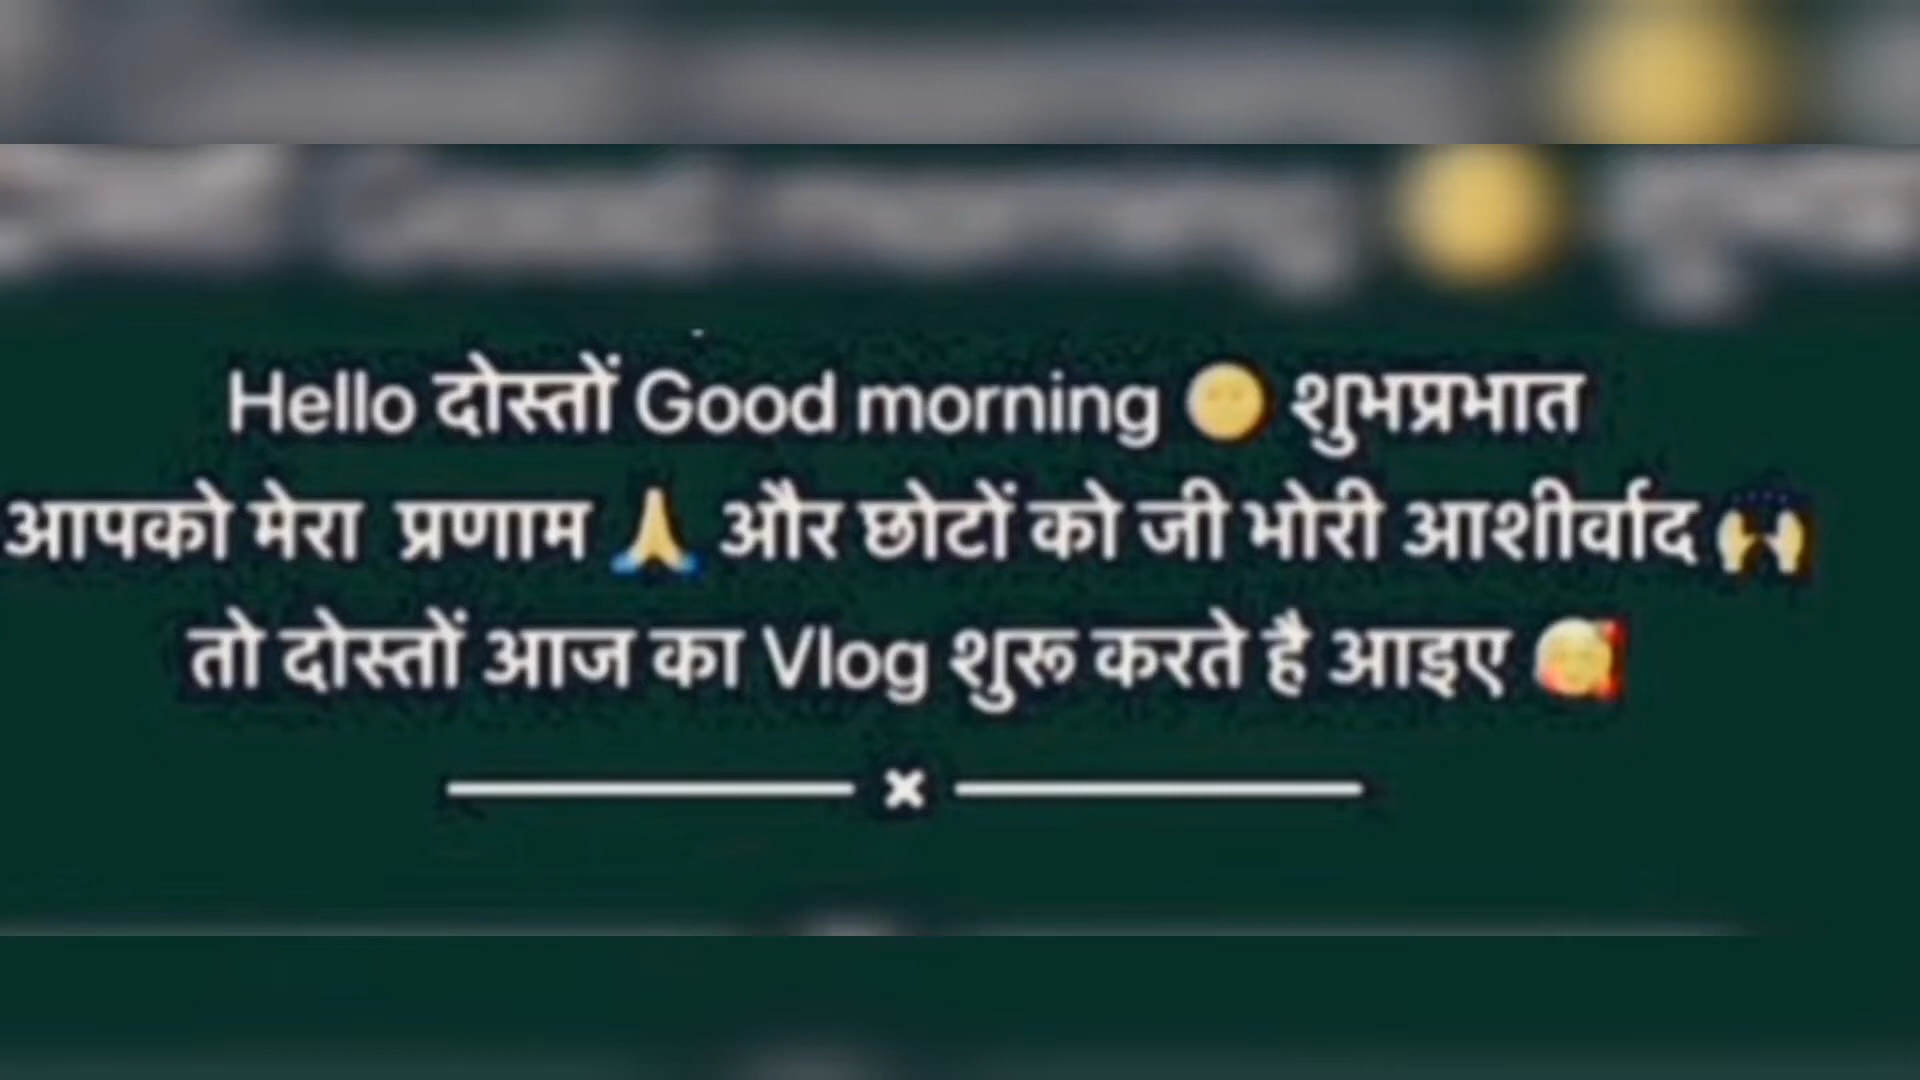 Hello दोस्तों Good morning 😶 शुभप्रभात
आपको मेरा प्रणाम 🙏 और छोटों को जी भोरी आशीर्वाद 🙌
तो दोस्तों आज का Vlog शुरू करते है आइए 🥰